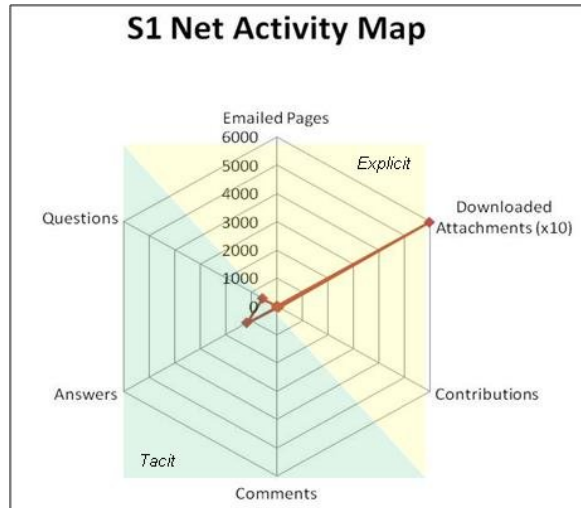 S1 Net Activity Map
Emailed Pages
6000
Explicit
5000
4000
Questions
3000
Downloaded
Attachments (x10)
2000
1000
0
Answers
Contributions
Tacit
Comments